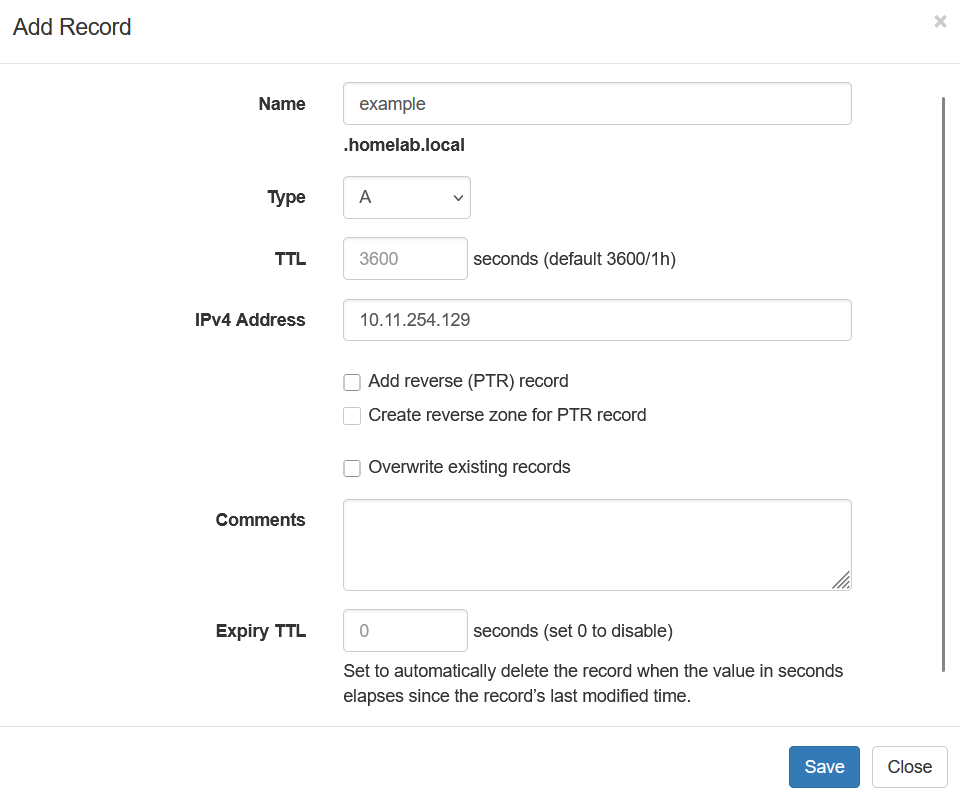 Add Record
×
Name
example
.homelab.local
Type
A
TTL
3600
seconds (default 3600/1h)
IPv4 Address
10.11.254.129
Add reverse (PTR) record
Create reverse zone for PTR record
Overwrite existing records
Comments
Expiry TTL
0
seconds (set 0 to disable)
Set to automatically delete the record when the value in seconds
elapses since the record’s last modified time.
Save
Close